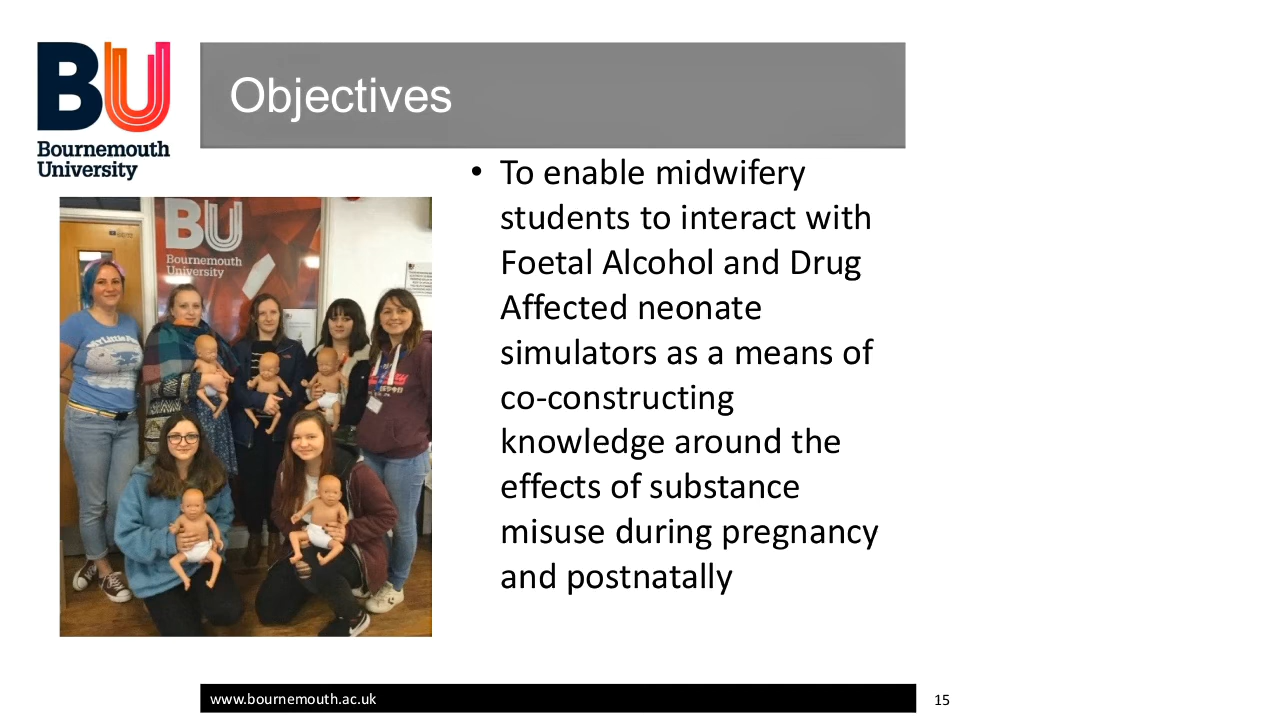 BU
Bournemouth
University
Objectives
BU
Bournemouth
University
• To enable midwifery
students to interact with
Foetal Alcohol and Drug
Affected neonate
simulators as a means of
co-constructing
knowledge around the
effects of substance
misuse during pregnancy
and postnatally
www.bournemouth.ac.uk
15